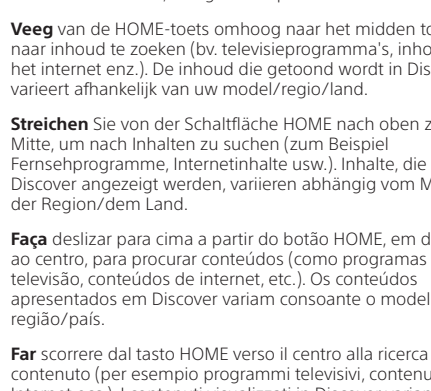 Veeg van de HOME-toets omhoog naar het midden to
naar inhoud te zoeken (bv. televisieprogramma's, inho
het internet enz.). De inhoud die getoond wordt in Dis
varieert afhankelijk van uw model/regio/land.
Streichen Sie von der Schaltfläche HOME nach oben z
Mitte, um nach Inhalten zu suchen (zum Beispiel
Fernsehprogramme, Internetinhalte usw.). Inhalte, die
Discover angezeigt werden, variieren abhängig vom M
der Region/dem Land.
Faça deslizar para cima a partir do botão HOME, em d
ao centro, para procurar conteúdos (como programas
televisão, conteúdos de internet, etc.). Os conteúdos
apresentados em Discover variam consoante o model
região/país.
Far scorrere dal tasto HOME verso il centro alla ricerca
contenuto (per esempio programmi televisivi, contenu